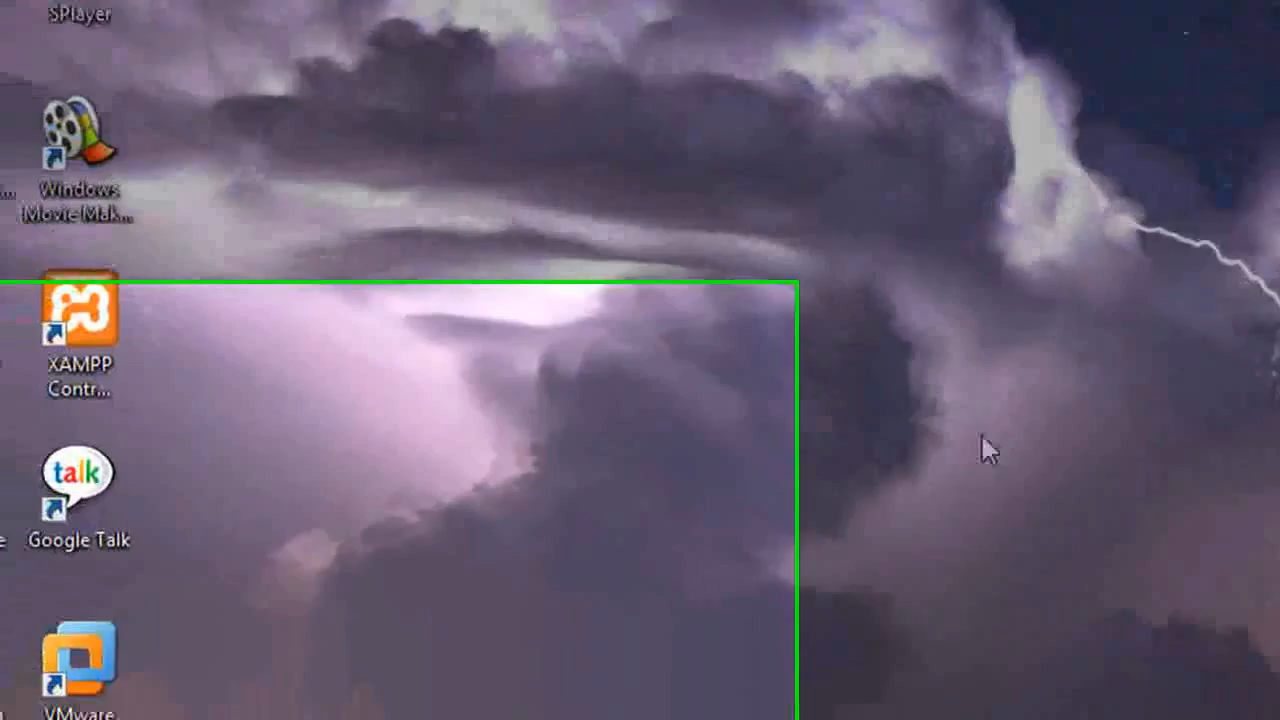 SPlayer
...
Windows
Movie Mak...
XAMPP
Contr...
talk
e Google Talk
VMware